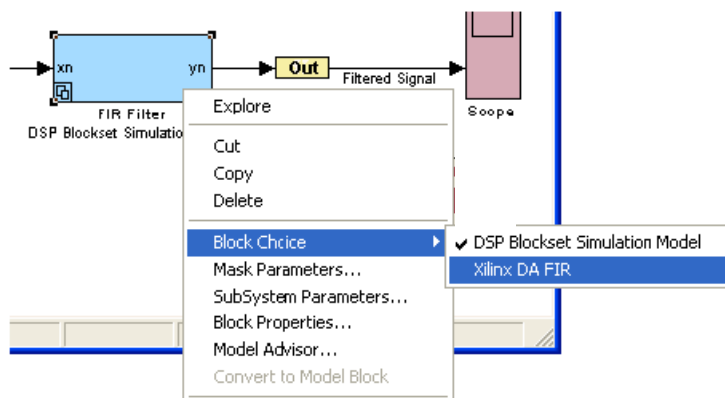 xn
yn
Out
Filtered Signal
FIR Filter
DSP Blockset Simulatio
Scope
Explore
Cut
Copy
Delete
Block Choice
DSP Blockset Simulation Model
Xilinx DA FIR
Mask Parameters...
SubSystem Parameters...
Block Properties...
Model Advisor...
Convert to Model Block